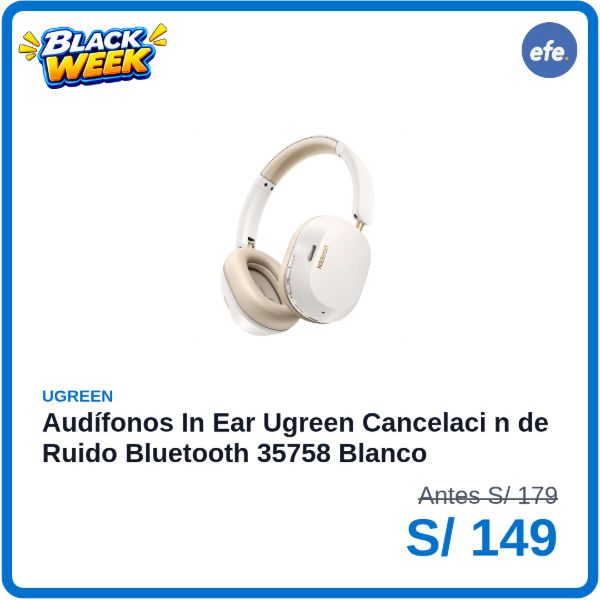 BLACK
WEEK
efe.
UGREEN
UGREEN
Audífonos In Ear Ugreen Cancelaci n de
Ruido Bluetooth 35758 Blanco
Antes S/ 179
S/ 149